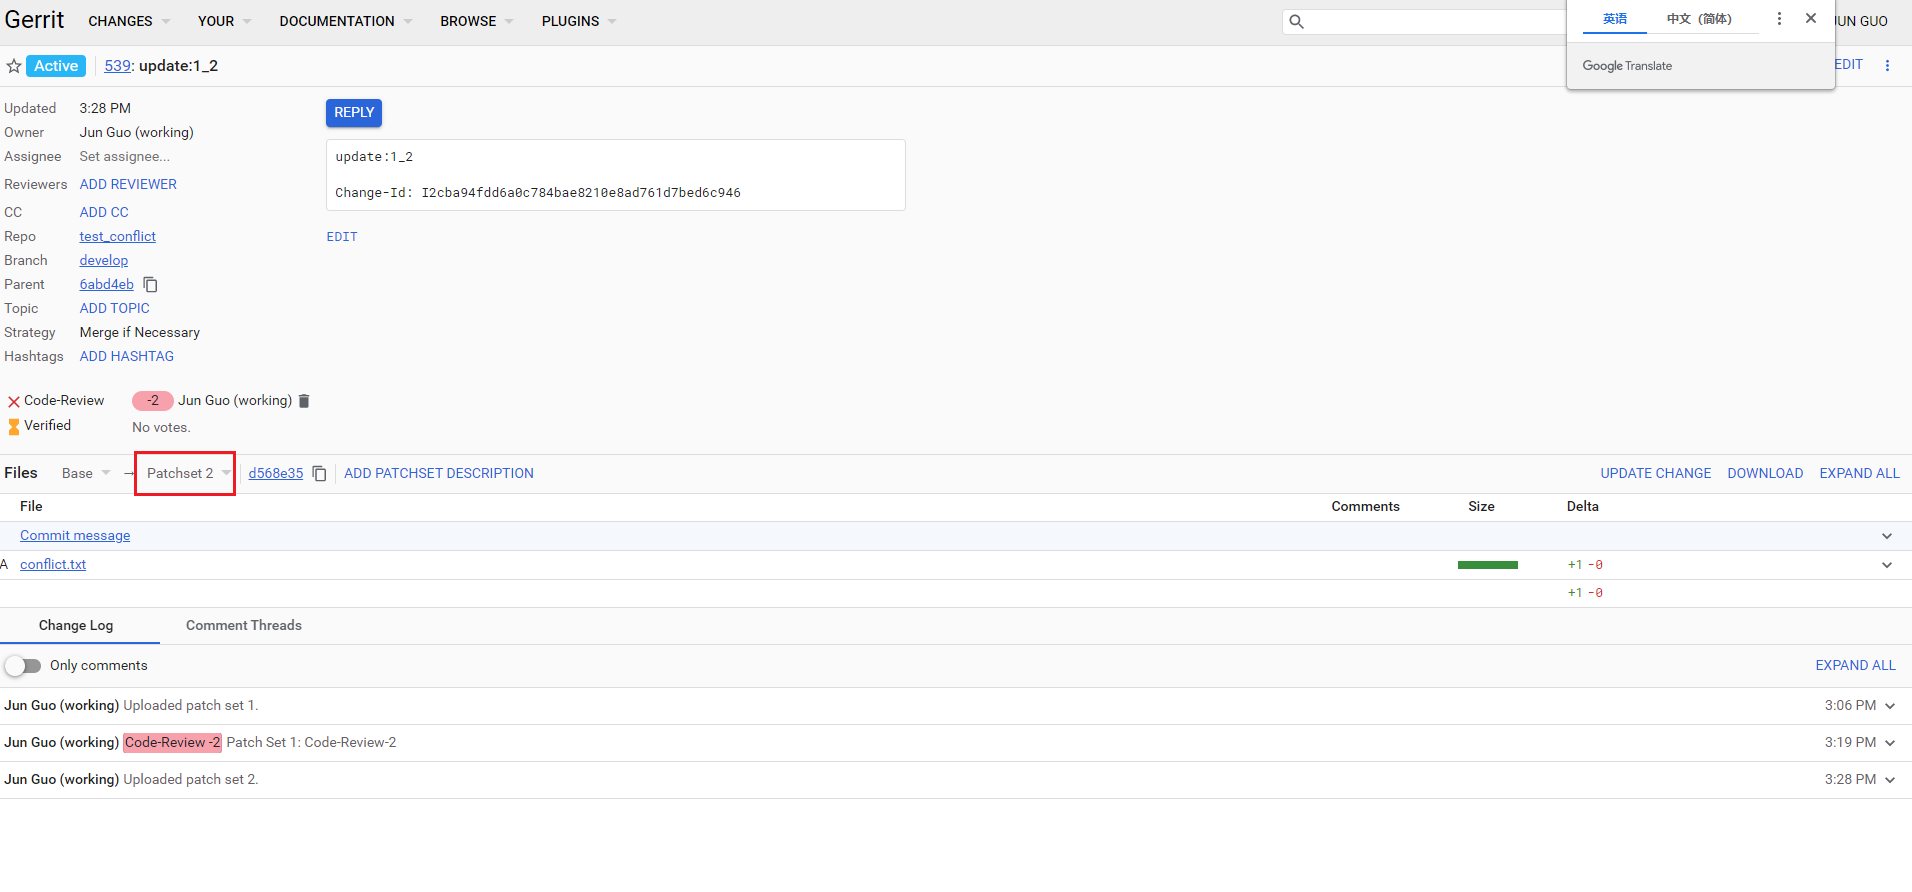 Gerrit CHANGES YOUR DOCUMENTATION BROWSE PLUGINS JUN GUO
英语 中文（简体）
Google Translate
Active 539: update:1_2 EDIT
Updated 3:28 PM
Owner Jun Guo (working)
Assignee Set assignee...
Reviewers ADD REVIEWER
CC ADD CC
Repo test_conflict
Branch develop
Parent 6abd4eb
Topic ADD TOPIC
Strategy Merge if Necessary
Hashtags ADD HASHTAG
REPLY
update:1_2
Change-Id: I2cba94fdd6a0c784bae8210e8ad761d7bed6c946
EDIT
Code-Review -2 Jun Guo (working)
Verified No votes.
Files Base → Patchset 2 d568e35 ADD PATCHSET DESCRIPTION UPDATE CHANGE DOWNLOAD EXPAND ALL
File Comments Size Delta
Commit message
A conflict.txt +1 -0
+1 -0
Change Log Comment Threads
Only comments EXPAND ALL
Jun Guo (working) Uploaded patch set 1. 3:06 PM
Jun Guo (working) Code-Review -2 Patch Set 1: Code-Review-2 3:19 PM
Jun Guo (working) Uploaded patch set 2. 3:28 PM